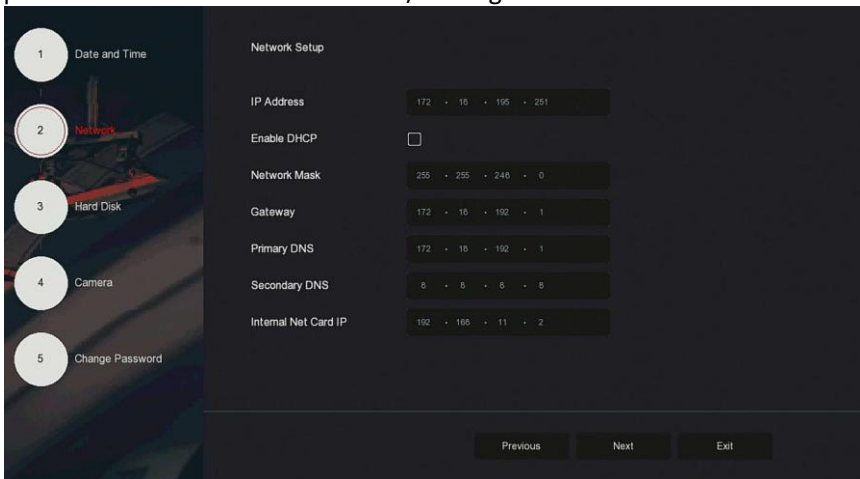 1 Date and Time
2 Network
3 Hard Disk
4 Camera
5 Change Password
Network Setup
IP Address 172 . 16 . 195 . 251
Enable DHCP
Network Mask 255 . 255 . 248 . 0
Gateway 172 . 16 . 192 . 1
Primary DNS 172 . 16 . 192 . 1
Secondary DNS 8 . 8 . 8 . 8
Internal Net Card IP 192 . 168 . 11 . 2
Previous Next Exit